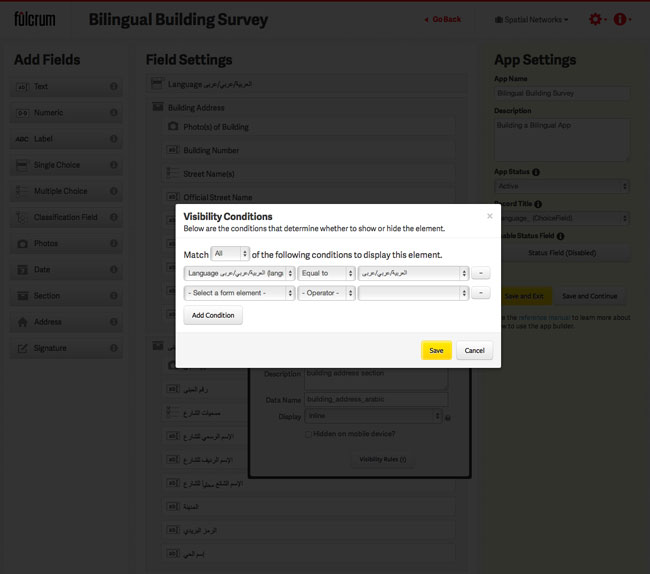 fulcrum
Bilingual Building Survey
Go Back
Spatial Networks
Add Fields
Text
Numeric
ABC Label
Single Choice
Multiple Choice
Classification Field
Photos
Date
Section
Address
Signature
Field Settings
Language العربية/عربي/عربى
Building Address
Photo(s) of Building
Building Number
Street Name(s)
Official Street Name
رقم المبنى
مسميات الشارع
الإسم الرسمي للشارع
الإسم الرديف للشارع
المدينة
الرمز البريدي
إسم الحي
Visibility Conditions
Below are the conditions that determine whether to show or hide the element.
Match All of the following conditions to display this element.
Language العربية/عربي/عربى (lang
Equal to
العربية/عربي/عربى
- Select a form element -
- Operator -
Add Condition
Save
Cancel
Description
building address section
Data Name
building_address_arabic
Display
Inline
Hidden on mobile device?
Visibility Rules (1)
App Settings
App Name
Bilingual Building Survey
Description
Building a Bilingual App
App Status
Active
Record Title
Language_ (ChoiceField)
Enable Status Field
Status Field (Disabled)
Save and Exit
Save and Continue
the reference manual to learn more about
how to use the app builder.